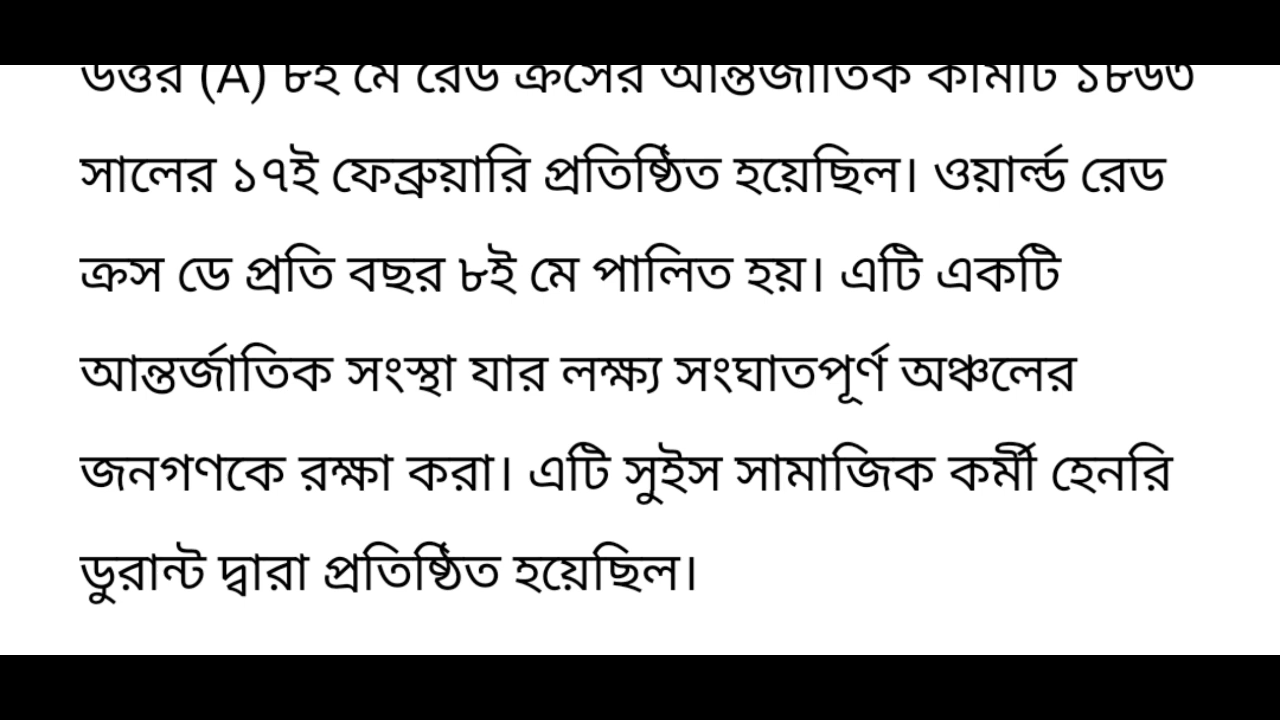 উত্তর (A) ৮ই মে রেড ক্রসের আন্তর্জাতিক কমিটি ১৮৬৩
সালের ১৭ই ফেব্রুয়ারি প্রতিষ্ঠিত হয়েছিল। ওয়ার্ল্ড রেড
ক্রস ডে প্রতি বছর ৮ই মে পালিত হয়। এটি একটি
আন্তর্জাতিক সংস্থা যার লক্ষ্য সংঘাতপূর্ণ অঞ্চলের
জনগণকে রক্ষা করা। এটি সুইস সামাজিক কর্মী হেনরি
ডুরান্ট দ্বারা প্রতিষ্ঠিত হয়েছিল।